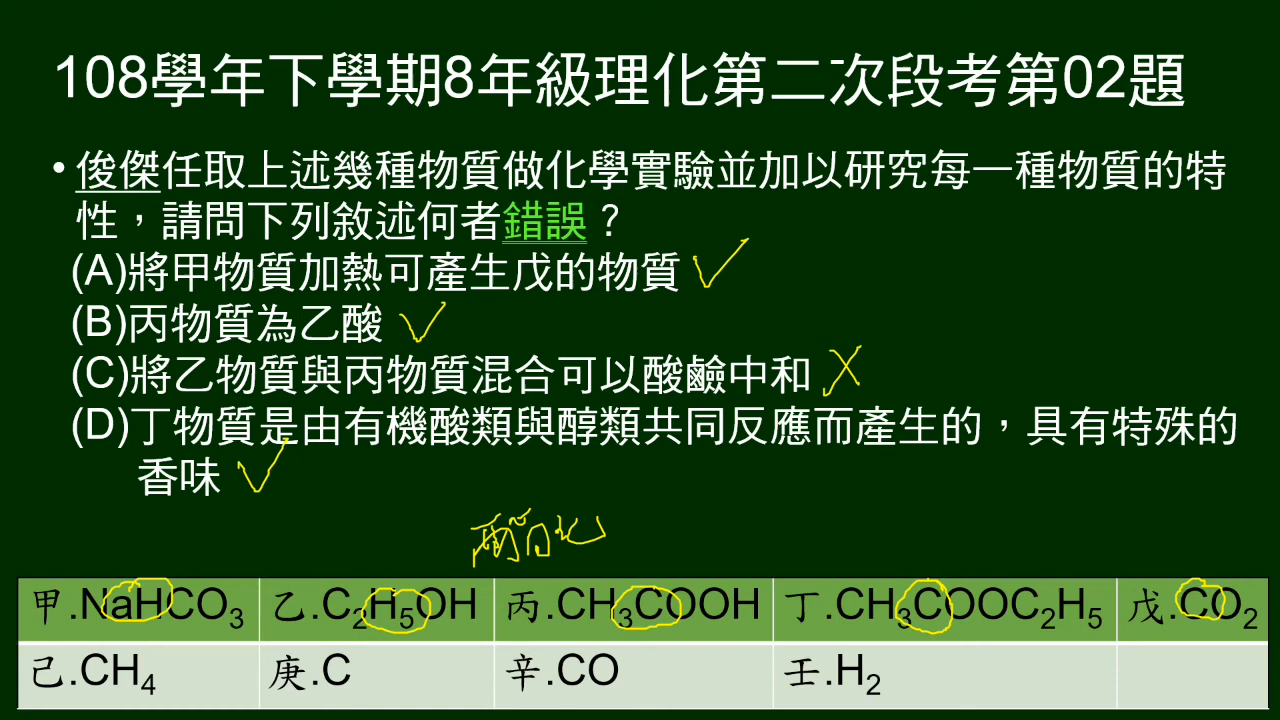 108學年下學期8年級理化第二次段考第02題
•俊傑任取上述幾種物質做化學實驗並加以研究每一種物質的特
性，請問下列敘述何者錯誤？
(A)將甲物質加熱可產生戊的物質
(B)丙物質為乙酸
(C)將乙物質與丙物質混合可以酸鹼中和
(D)丁物質是由有機酸類與醇類共同反應而產生的，具有特殊的
香味
甲.NaHCO₃ 乙.C₂H₅OH 丙.CH₃COOH 丁.CH₃COOC₂H₅ 戊.CO₂
己.CH₄ 庚.C 辛.CO 壬.H₂